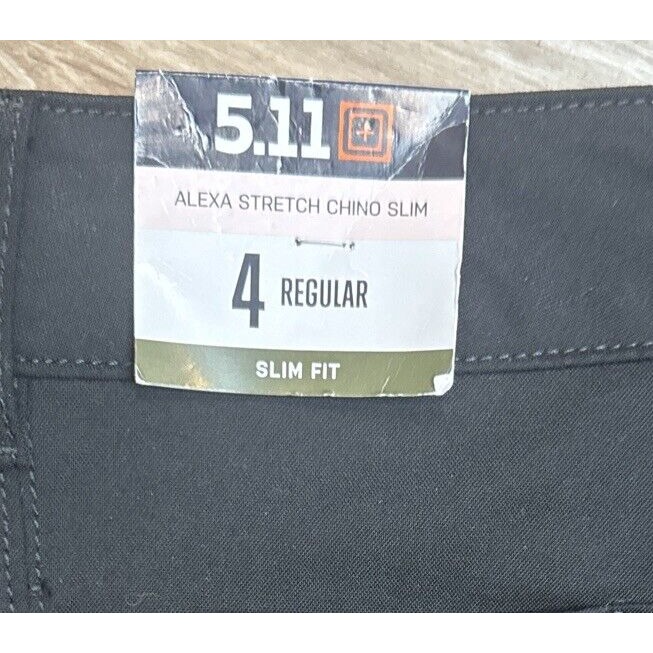 5.11
ALEXA STRETCH CHINO SLIM
4 REGULAR
SLIM FIT